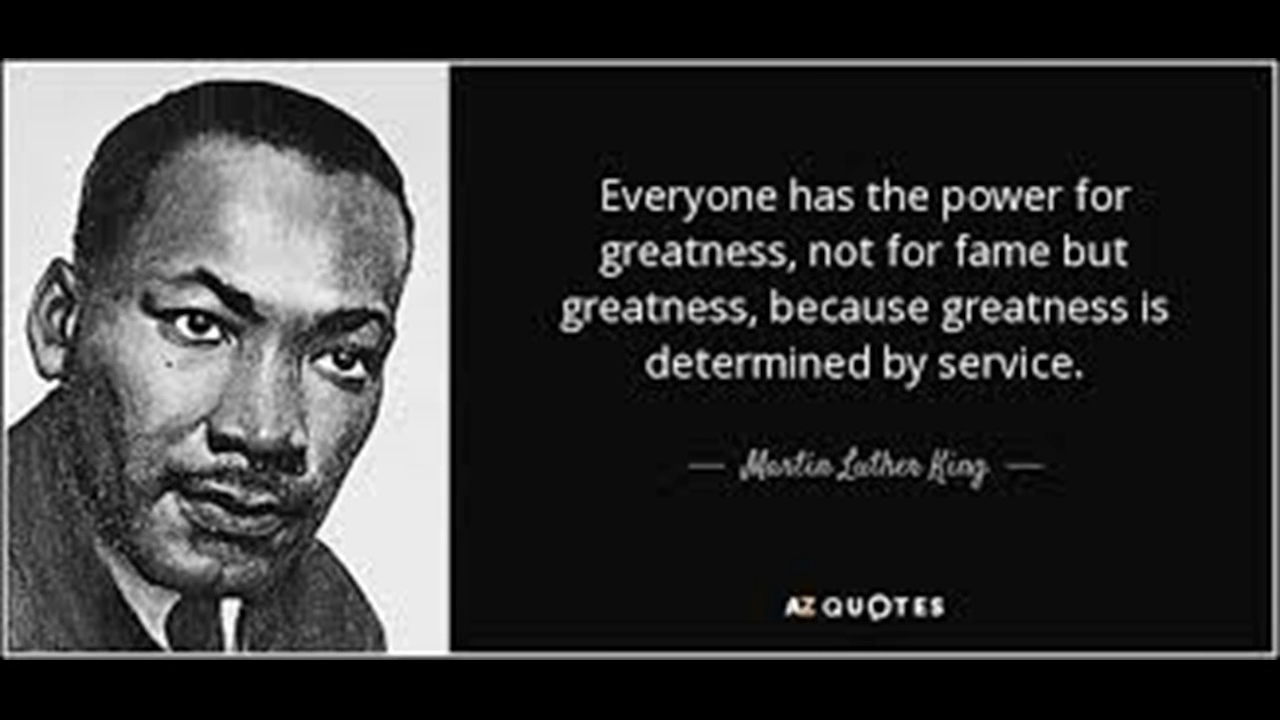 Everyone has the power for
greatness, not for fame but
greatness, because greatness is
determined by service.
— Martin Luther King —
AZ QUOTES